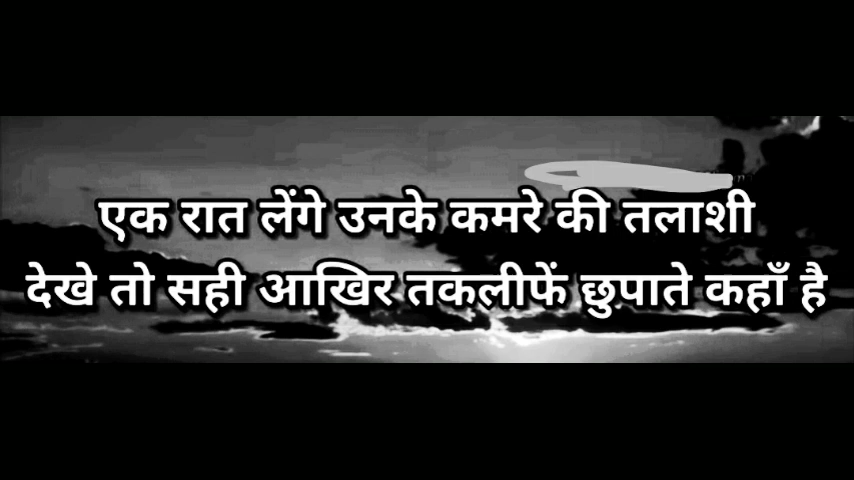 एक रात लेंगे उनके कमरे की तलाशी
देखे तो सही आखिर तकलीफें छुपाते कहाँ है